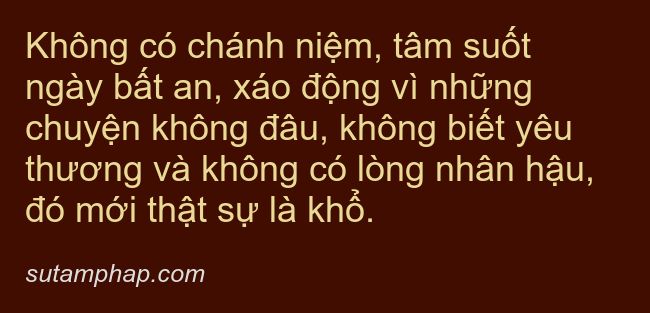 Không có chánh niệm, tâm suốt
ngày bất an, xáo động vì những
chuyện không đâu, không biết yêu
thương và không có lòng nhân hậu,
đó mới thật sự là khổ.
sutamphap.com